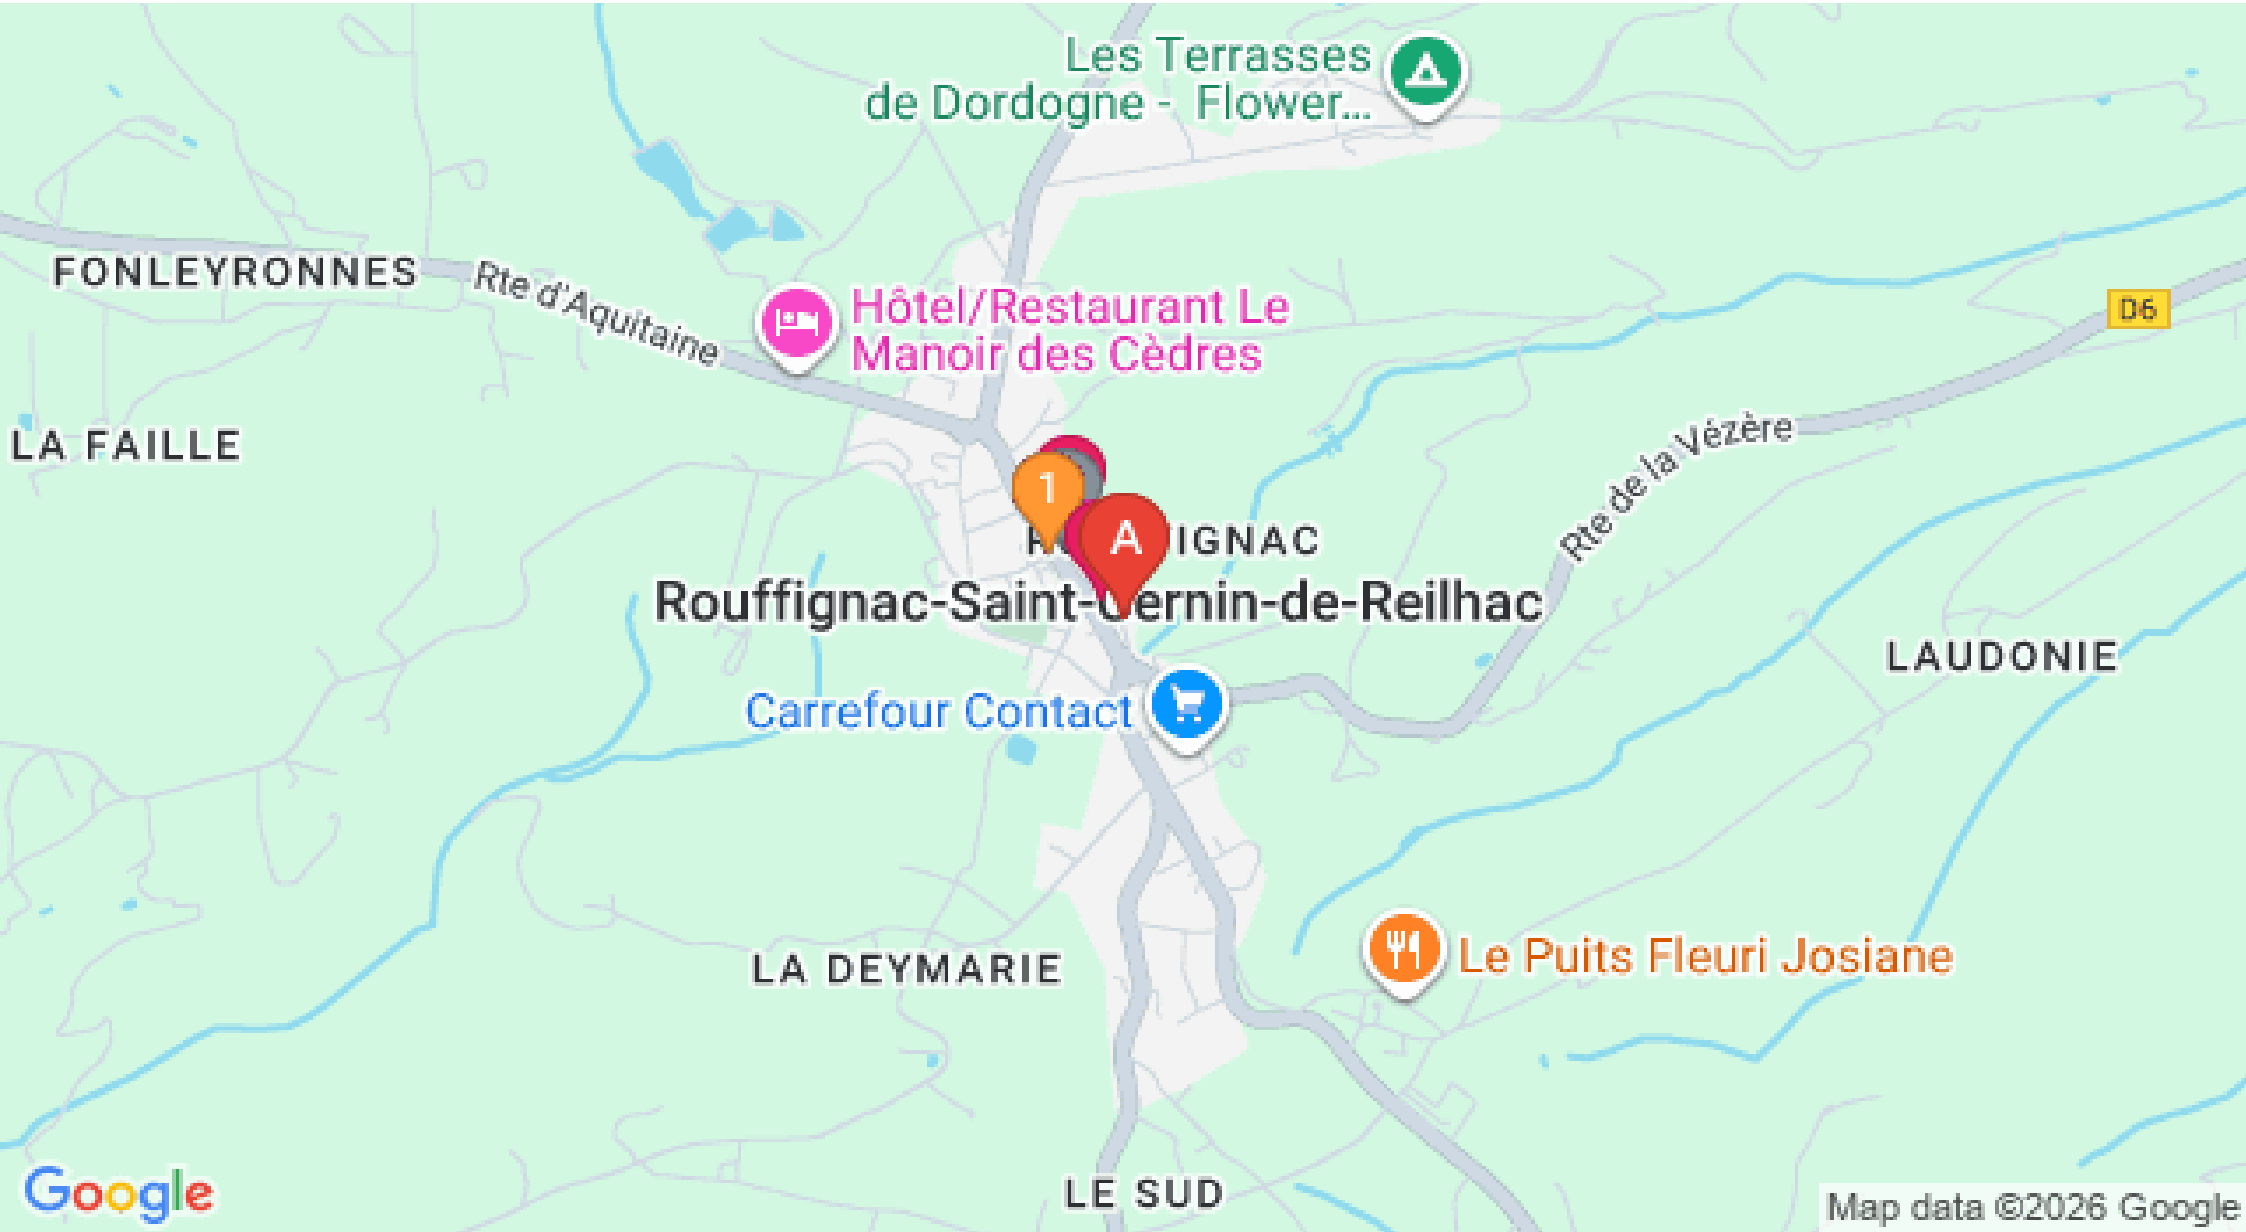 Les Terrasses
de Dordogne - Flower...
FONLEYRONNES
Rte d'Aquitaine
Hôtel/Restaurant Le
Manoir des Cèdres
D6
LA FAILLE
Rte de la Vézère
1
A
IGNAC
Rouffignac-Saint-Cernin-de-Reilhac
LAUDONIE
Carrefour Contact
Le Puits Fleuri Josiane
LA DEYMARIE
LE SUD
Google
Map data ©2026 Google